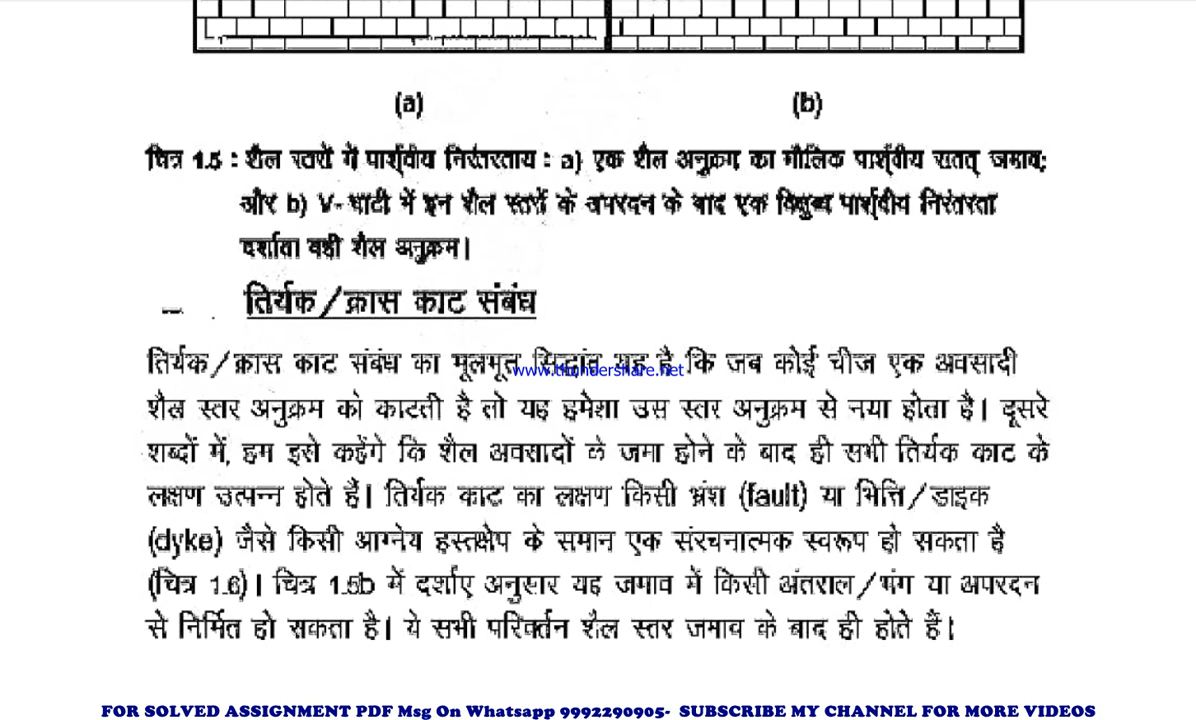 (a) (b)
चित्र 1.5 : शैल स्तरों में पार्श्वीय निरंतरताय : a) एक शैल अनुक्रम का मौलिक पार्श्वीय सतत् जमाव;
और b) V- घाटी में इन शैल स्तरों के अपरदन के बाद एक विक्षुब्ध पार्श्वीय निरंतरता
दर्शाता वही शैल अनुक्रम।
तिर्यक/क्रास काट संबंध
तिर्यक/क्रास काट संबंध का मूलभूत सिद्धांत यह है कि जब कोई चीज एक अवसादी
www.thundershare.net
शैल स्तर अनुक्रम को काटती है तो यह हमेशा उस स्तर अनुक्रम से नया होता है। दूसरे
शब्दों में, हम इसे कहेंगे कि शैल अवसादों के जमा होने के बाद ही सभी तिर्यक काट के
लक्षण उत्पन्न होते हैं। तिर्यक काट का लक्षण किसी भ्रंश (fault) या भित्ति/डाइक
(dyke) जैसे किसी आग्नेय हस्तक्षेप के समान एक संरचनात्मक स्वरूप हो सकता है
(चित्र 1.6)। चित्र 1.5b में दर्शाए अनुसार यह जमाव में किसी अंतराल/भंग या अपरदन
से निर्मित हो सकता है। ये सभी परिवर्तन शैल स्तर जमाव के बाद ही होते हैं।
FOR SOLVED ASSIGNMENT PDF Msg On Whatsapp 9992290905- SUBSCRIBE MY CHANNEL FOR MORE VIDEOS